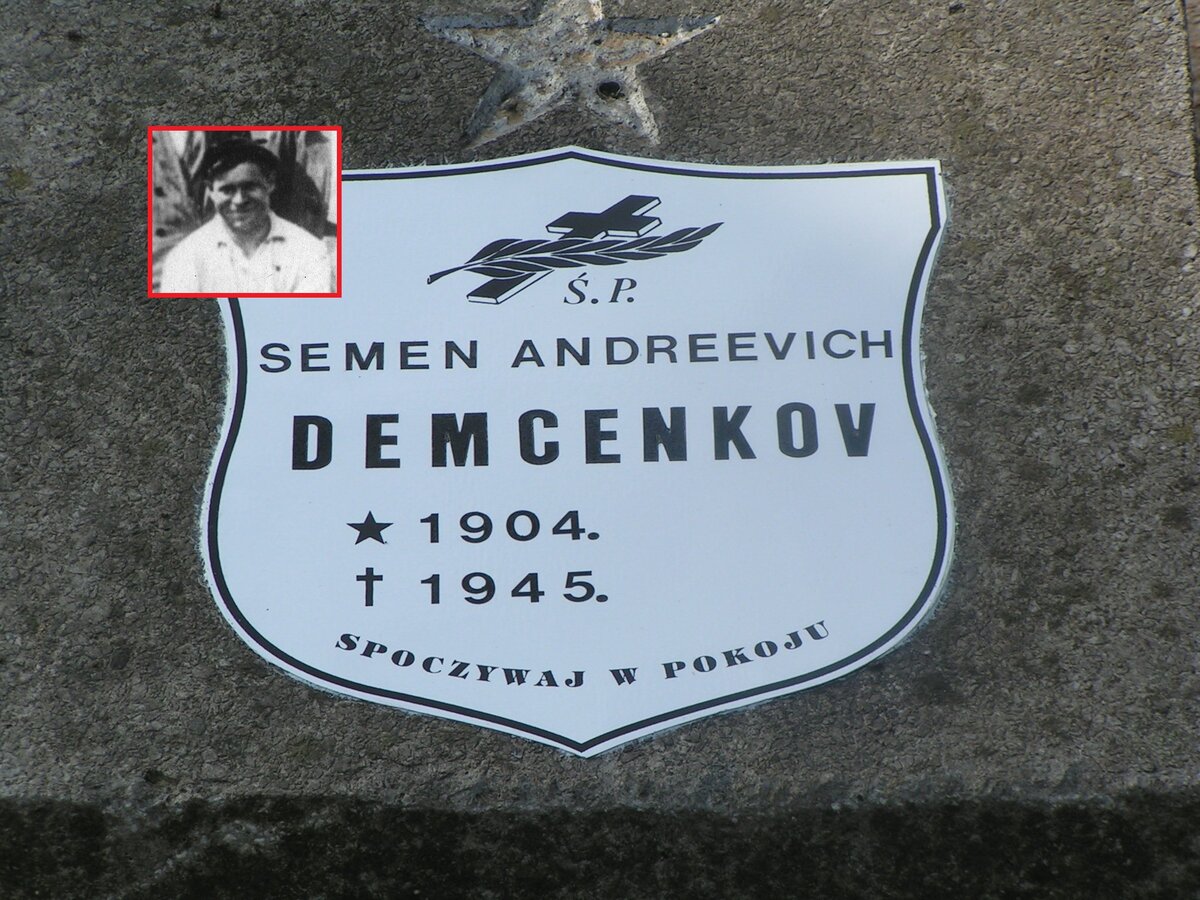 Ś. P.
SEMEN ANDREEVICH
DEMCENKOV
★ 1904.
† 1945.
SPOCZYWAJ W POKOJU